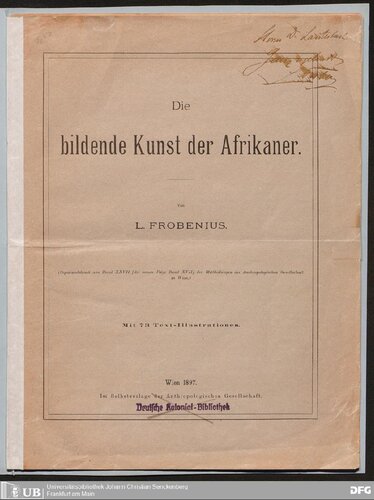 Herrn Dr.
Die
bildende Kunst der Afrikaner.
Von
L. FROBENIUS.
(Separatabdruck aus Band XXVII [der neuen Folge Band XVII] der Mittheilungen der Anthropologischen Gesellschaft
in Wien.)
Mit 73 Text-Illustrationen.
Wien 1897.
Im Selbstverlage der Anthropologischen Gesellschaft.
Deutsche Kolonial-Bibliothek
UB
Universitätsbibliothek Johann Christian Senckenberg
Frankfurt am Main
DFG